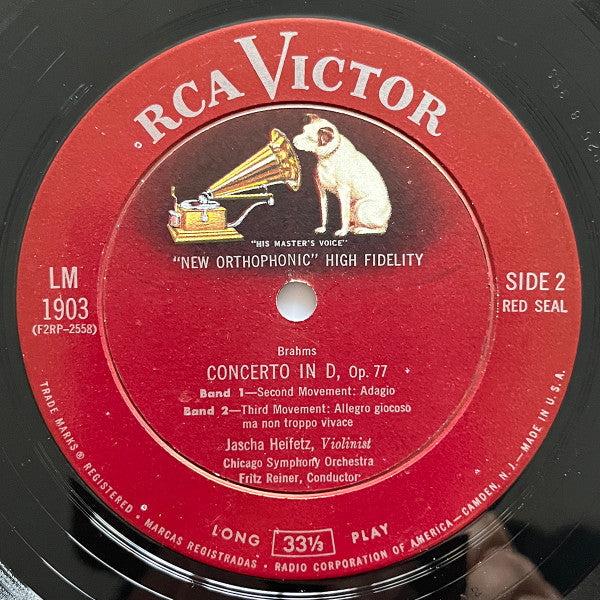 RCA VICTOR
"HIS MASTER'S VOICE"
"NEW ORTHOPHONIC" HIGH FIDELITY
LM
1903
(F2RP-2558)
SIDE 2
RED SEAL
Brahms
CONCERTO IN D, Op. 77
Band 1—Second Movement: Adagio
Band 2—Third Movement: Allegro giocoso
ma non troppo vivace
Jascha Heifetz, Violinist
Chicago Symphony Orchestra
Fritz Reiner, Conductor
LONG 33⅓ PLAY
TRADE MARKS ® REGISTERED • MARCAS REGISTRADAS • RADIO CORPORATION OF AMERICA—CAMDEN, N. J.—MADE IN U.S.A.